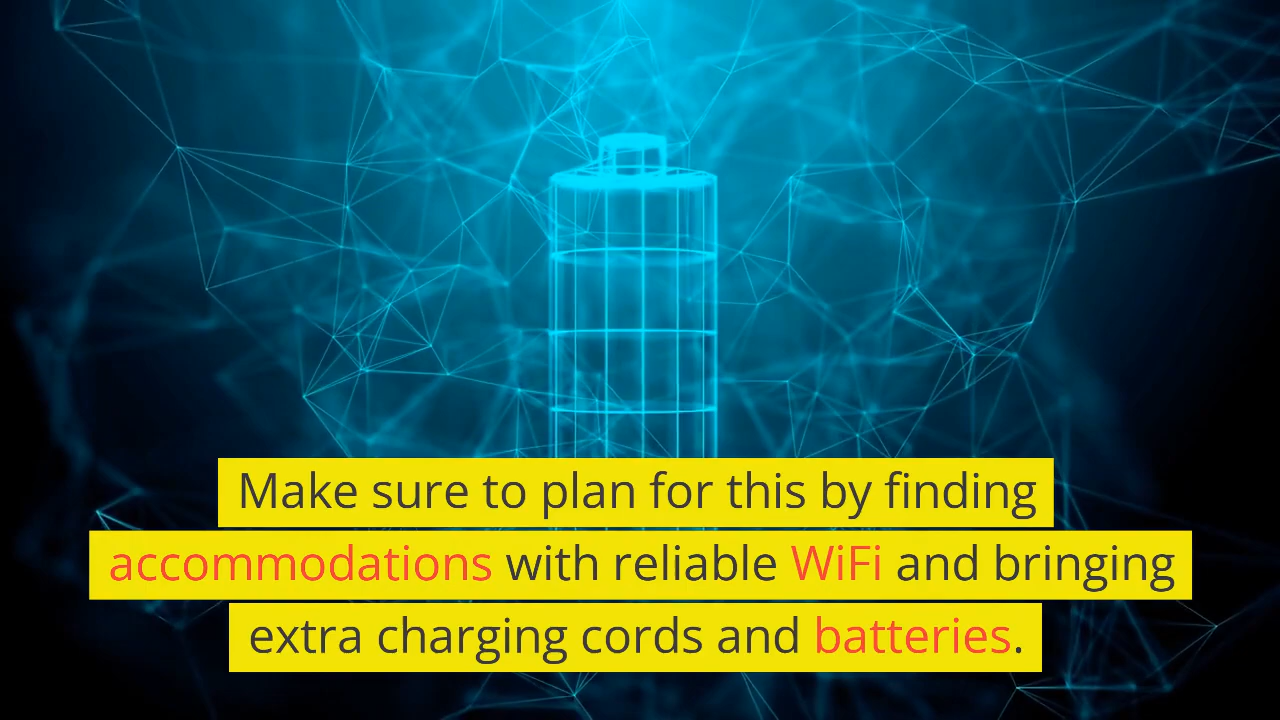 Make sure to plan for this by finding
accommodations with reliable WiFi and bringing
extra charging cords and batteries.